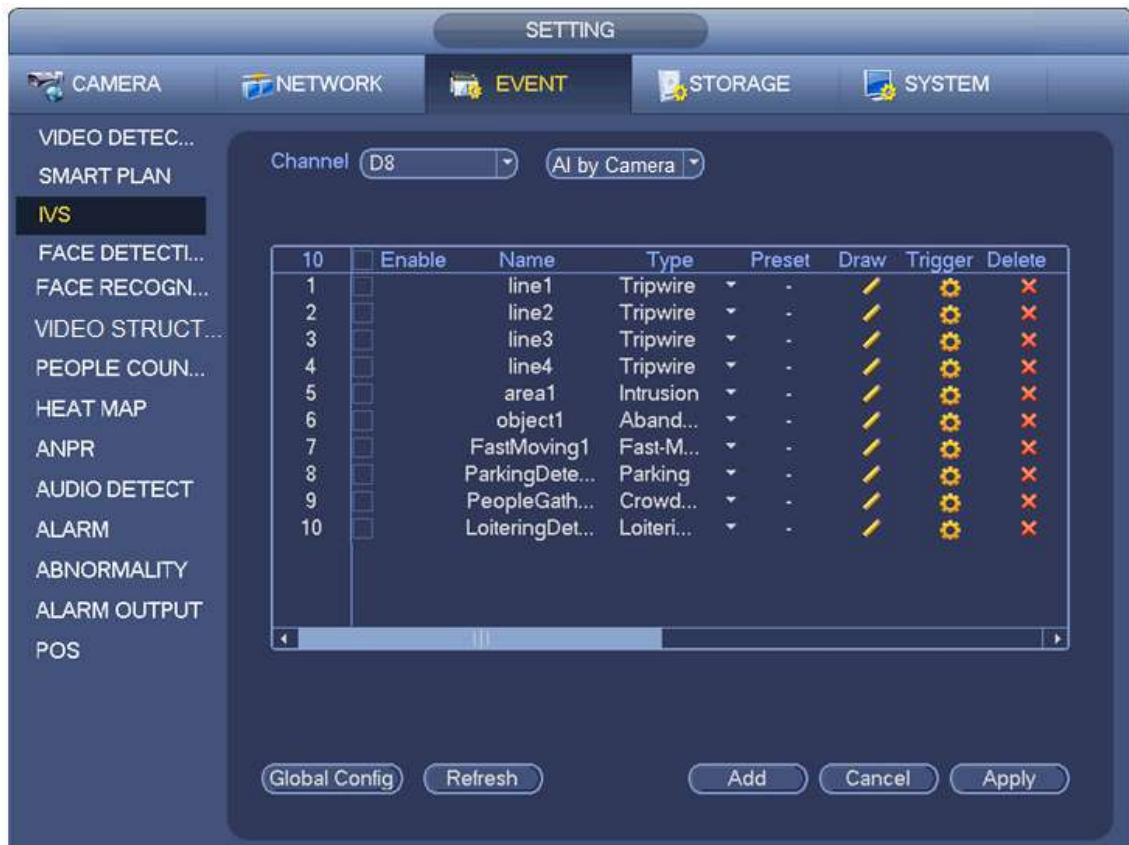 SETTING
CAMERA NETWORK EVENT STORAGE SYSTEM
VIDEO DETEC...
SMART PLAN
IVS
FACE DETECTI...
FACE RECOGN...
VIDEO STRUCT...
PEOPLE COUN...
HEAT MAP
ANPR
AUDIO DETECT
ALARM
ABNORMALITY
ALARM OUTPUT
POS
Channel D8 AI by Camera
10 Enable Name Type Preset Draw Trigger Delete
1 line1 Tripwire -
2 line2 Tripwire -
3 line3 Tripwire -
4 line4 Tripwire -
5 area1 Intrusion -
6 object1 Aband... -
7 FastMoving1 Fast-M... -
8 ParkingDete... Parking -
9 PeopleGath... Crowd... -
10 LoiteringDet... Loiteri... -
Global Config Refresh Add Cancel Apply